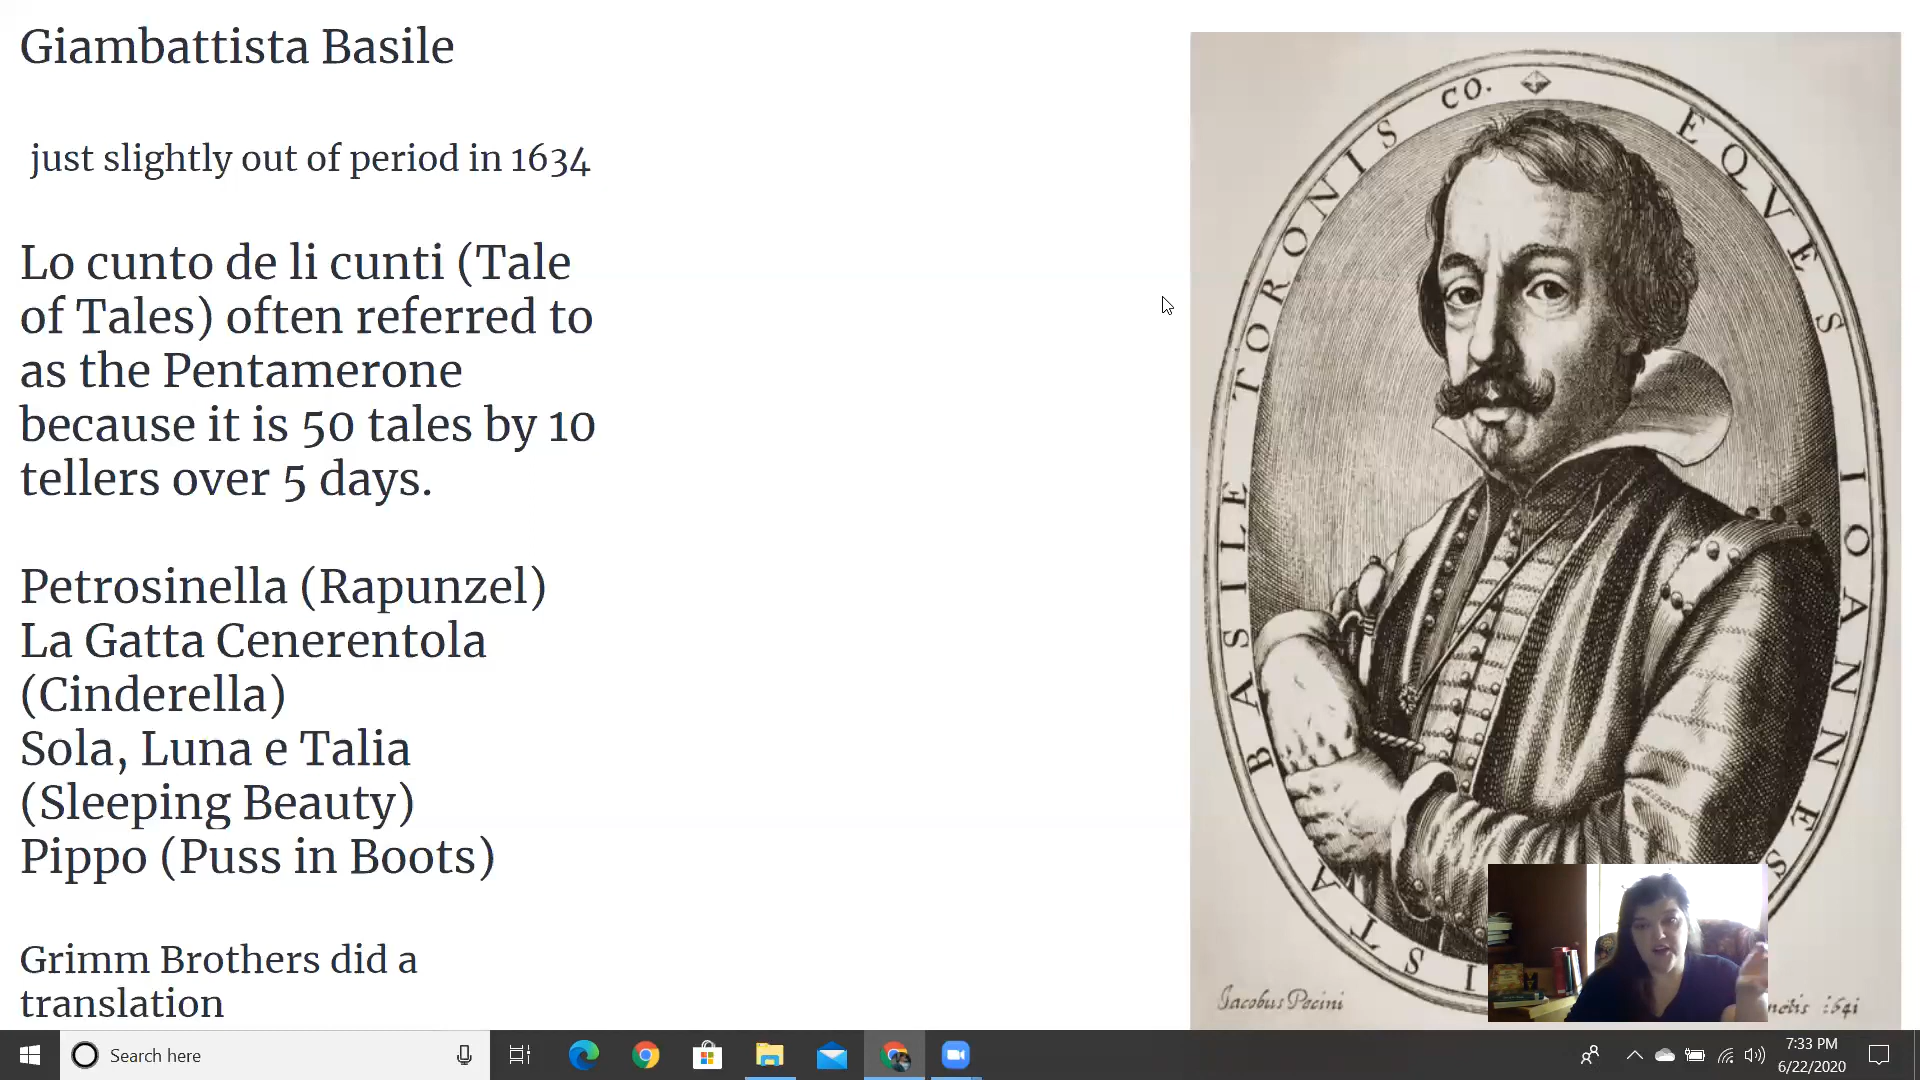 Giambattista Basile
just slightly out of period in 1634
Lo cunto de li cunti (Tale
of Tales) often referred to
as the Pentamerone
because it is 50 tales by 10
tellers over 5 days.
Petrosinella (Rapunzel)
La Gatta Cenerentola
(Cinderella)
Sola, Luna e Talia
(Sleeping Beauty)
Pippo (Puss in Boots)
Grimm Brothers did a
translation
CO. EQVES IOANNES
BASILE TORONIS
Jacobus Pecini
1641
Search here
7:33 PM
6/22/2020